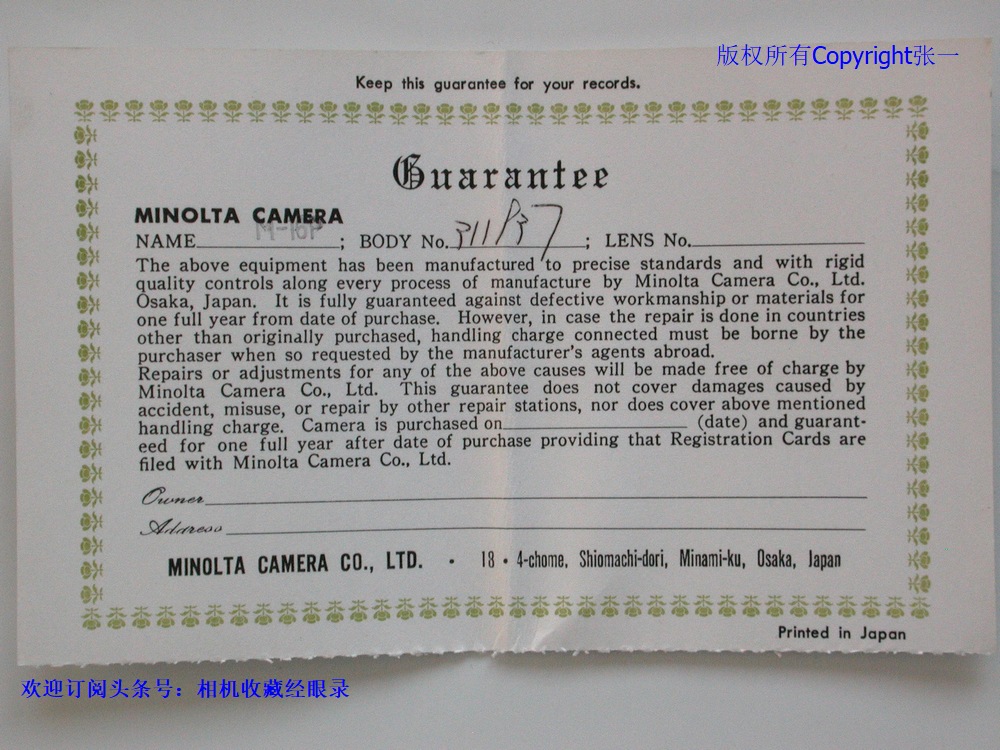 版权所有Copyright张一
Keep this guarantee for your records.
Guarantee
MINOLTA CAMERA
NAME M-16P ; BODY No. 311137 ; LENS No.
The above equipment has been manufactured to precise standards and with rigid
quality controls along every process of manufacture by Minolta Camera Co., Ltd.
Osaka, Japan. It is fully guaranteed against defective workmanship or materials for
one full year from date of purchase. However, in case the repair is done in countries
other than originally purchased, handling charge connected must be borne by the
purchaser when so requested by the manufacturer's agents abroad.
Repairs or adjustments for any of the above causes will be made free of charge by
Minolta Camera Co., Ltd. This guarantee does not cover damages caused by
accident, misuse, or repair by other repair stations, nor does cover above mentioned
handling charge. Camera is purchased on (date) and guarant-
eed for one full year after date of purchase providing that Registration Cards are
filed with Minolta Camera Co., Ltd.
Owner
Address
MINOLTA CAMERA CO., LTD. · 18 · 4-chome, Shiomachi-dori, Minami-ku, Osaka, Japan
Printed in Japan
欢迎订阅头条号：相机收藏经眼录